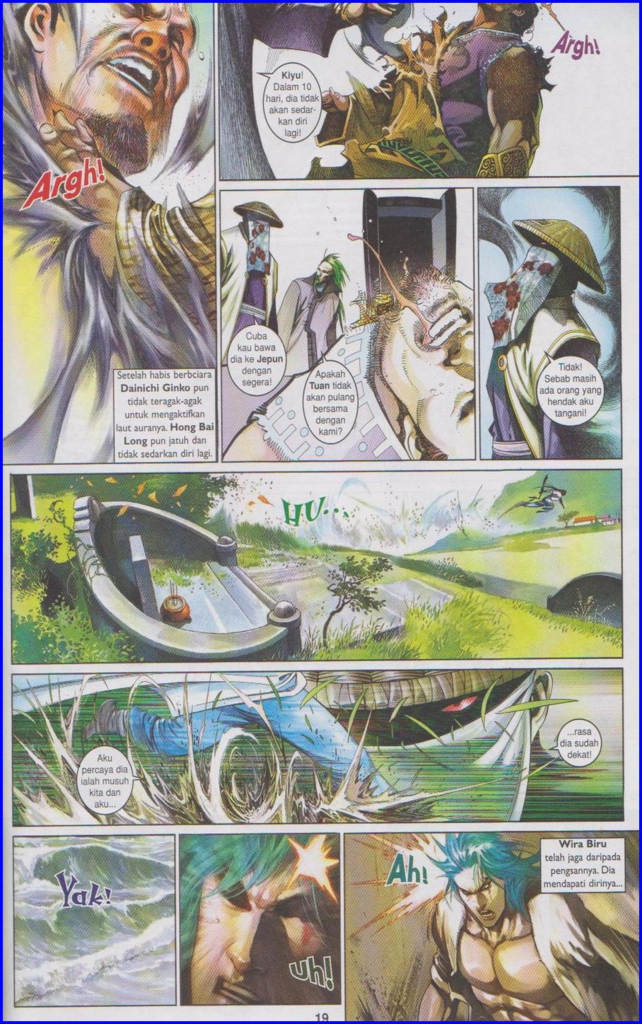 Argh!
Setelah habis berbciara
Dainichi Ginko pun
tidak teragak-agak
untuk mengaktifkan
laut auranya. Hong Bai
Long pun jatuh dan
tidak sedarkan diri lagi.
Kiyu!
Dalam 10
hari, dia tidak
akan sedar-
kan diri
lagi!
Argh!
Cuba
kau bawa
dia ke Jepun
dengan
segera!
Apakah
Tuan tidak
akan pulang
bersama
dengan
kami?
Tidak!
Sebab masih
ada orang yang
hendak aku
tangani!
HU...
Aku
percaya dia
ialah musuh
kita dan
aku...
...rasa
dia sudah
dekat!
Yak!
uh!
Ah!
Wira Biru
telah jaga daripada
pengsannya. Dia
mendapati dirinya...
19